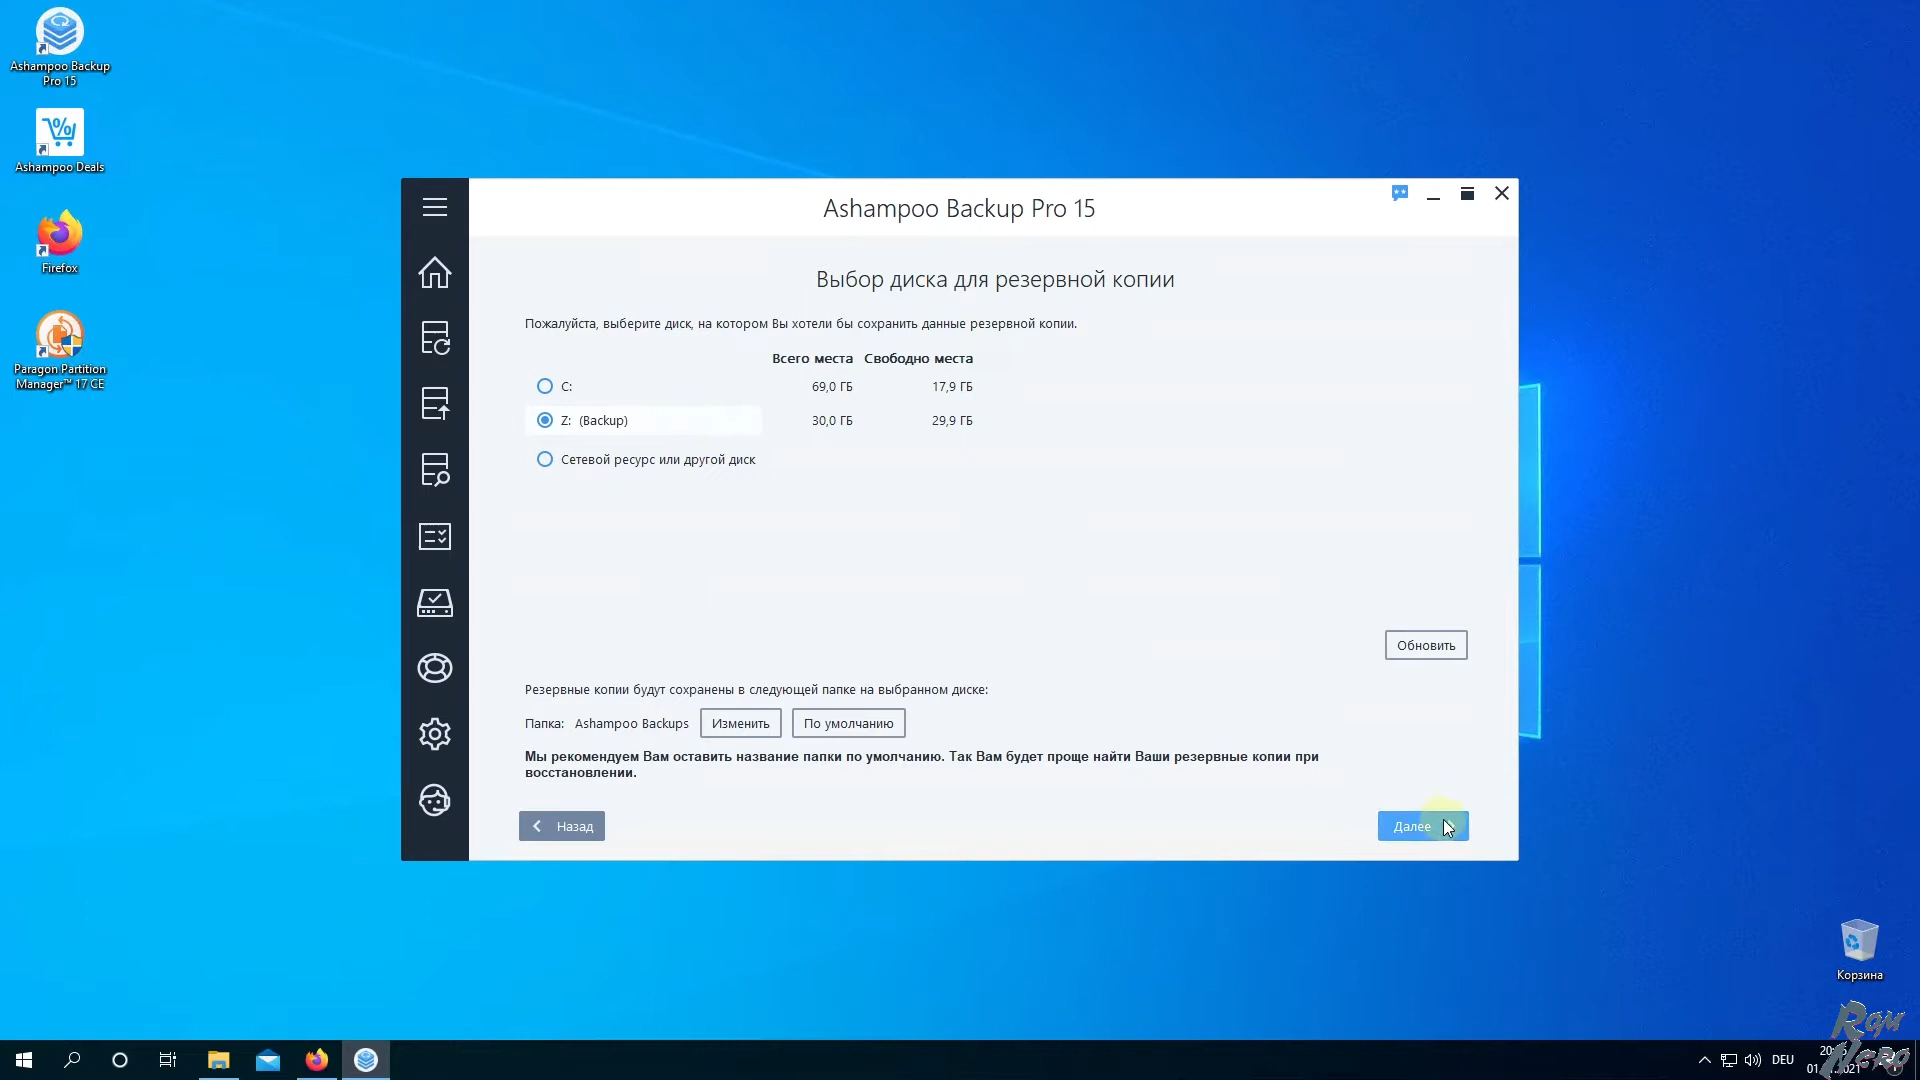 Ashampoo Backup
Pro 15
Ashampoo Deals
Firefox
Paragon Partition
Manager™ 17 CE
Ashampoo Backup Pro 15
Выбор диска для резервной копии
Пожалуйста, выберите диск, на котором Вы хотели бы сохранить данные резервной копии.
Всего места Свободно места
C: 69,0 ГБ 17,9 ГБ
Z: (Backup) 30,0 ГБ 29,9 ГБ
Сетевой ресурс или другой диск
Обновить
Резервные копии будут сохранены в следующей папке на выбранном диске:
Папка: Ashampoo Backups Изменить По умолчанию
Мы рекомендуем Вам оставить название папки по умолчанию. Так Вам будет проще найти Ваши резервные копии при
восстановлении.
Назад Далее
Корзина
DEU